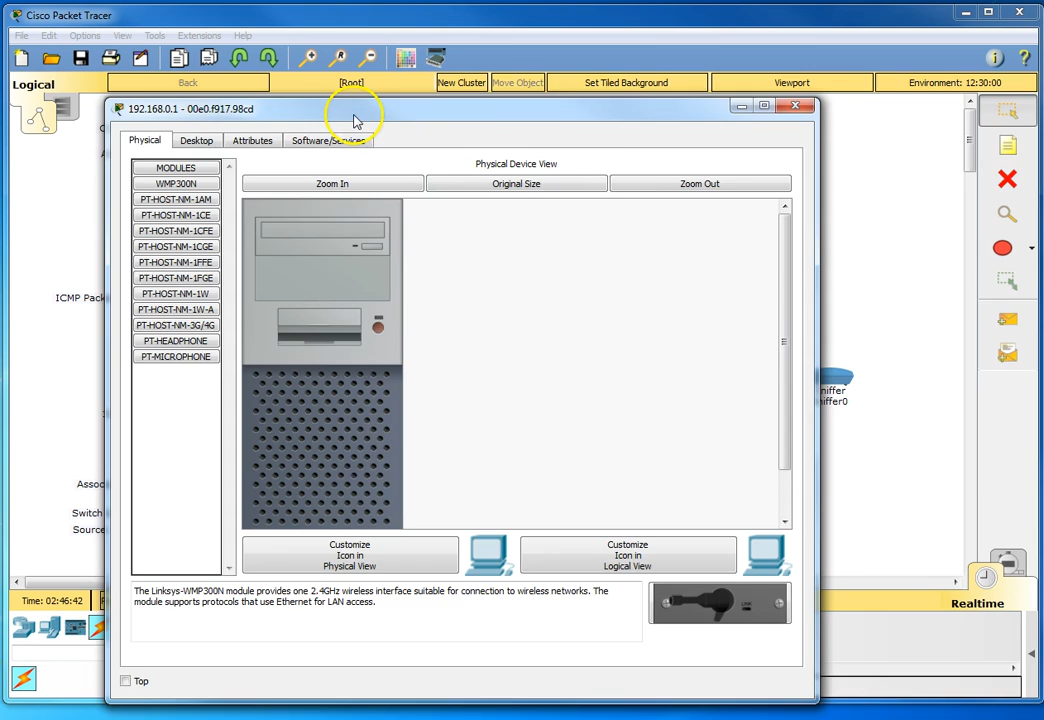 Cisco Packet Tracer
File Edit Options View Tools Extensions Help
Logical Back [Root] New Cluster Move Object Set Tiled Background Viewport Environment: 12:30:00
192.168.0.1 - 00e0.f917.98cd
Physical Desktop Attributes Software/Services
Physical Device View
MODULES
Zoom In Original Size Zoom Out
WMP300N
PT-HOST-NM-1AM
PT-HOST-NM-1CE
PT-HOST-NM-1CFE
PT-HOST-NM-1CGE
PT-HOST-NM-1FFE
PT-HOST-NM-1FGE
PT-HOST-NM-1W
PT-HOST-NM-1W-A
PT-HOST-NM-3G/4G
PT-HEADPHONE
PT-MICROPHONE
ICMP Pack
niffer
niffer0
Assoc
Switch
Source
Customize
Icon in
Physical View
Customize
Icon in
Logical View
The Linksys-WMP300N module provides one 2.4GHz wireless interface suitable for connection to wireless networks. The
module supports protocols that use Ethernet for LAN access.
Time: 02:46:42
Realtime
Top